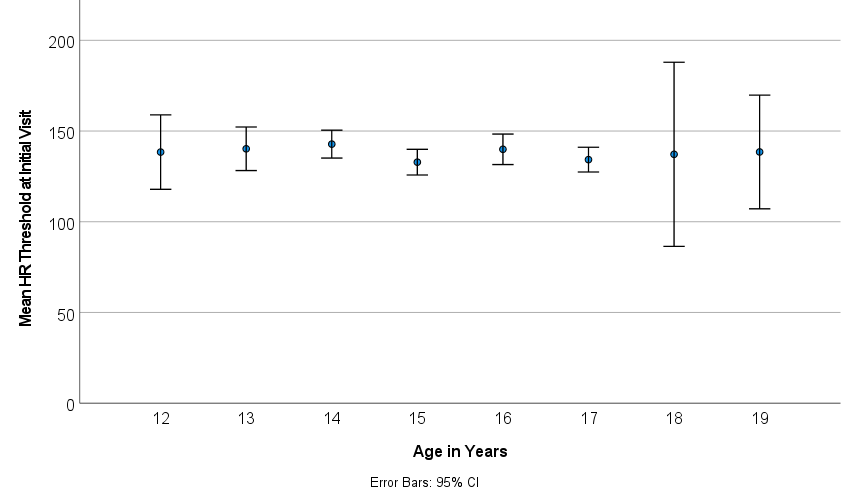 Mean HR Threshold at Initial Visit
200
150
100
50
0
12 13 14 15 16 17 18 19
Age in Years
Error Bars: 95% CI